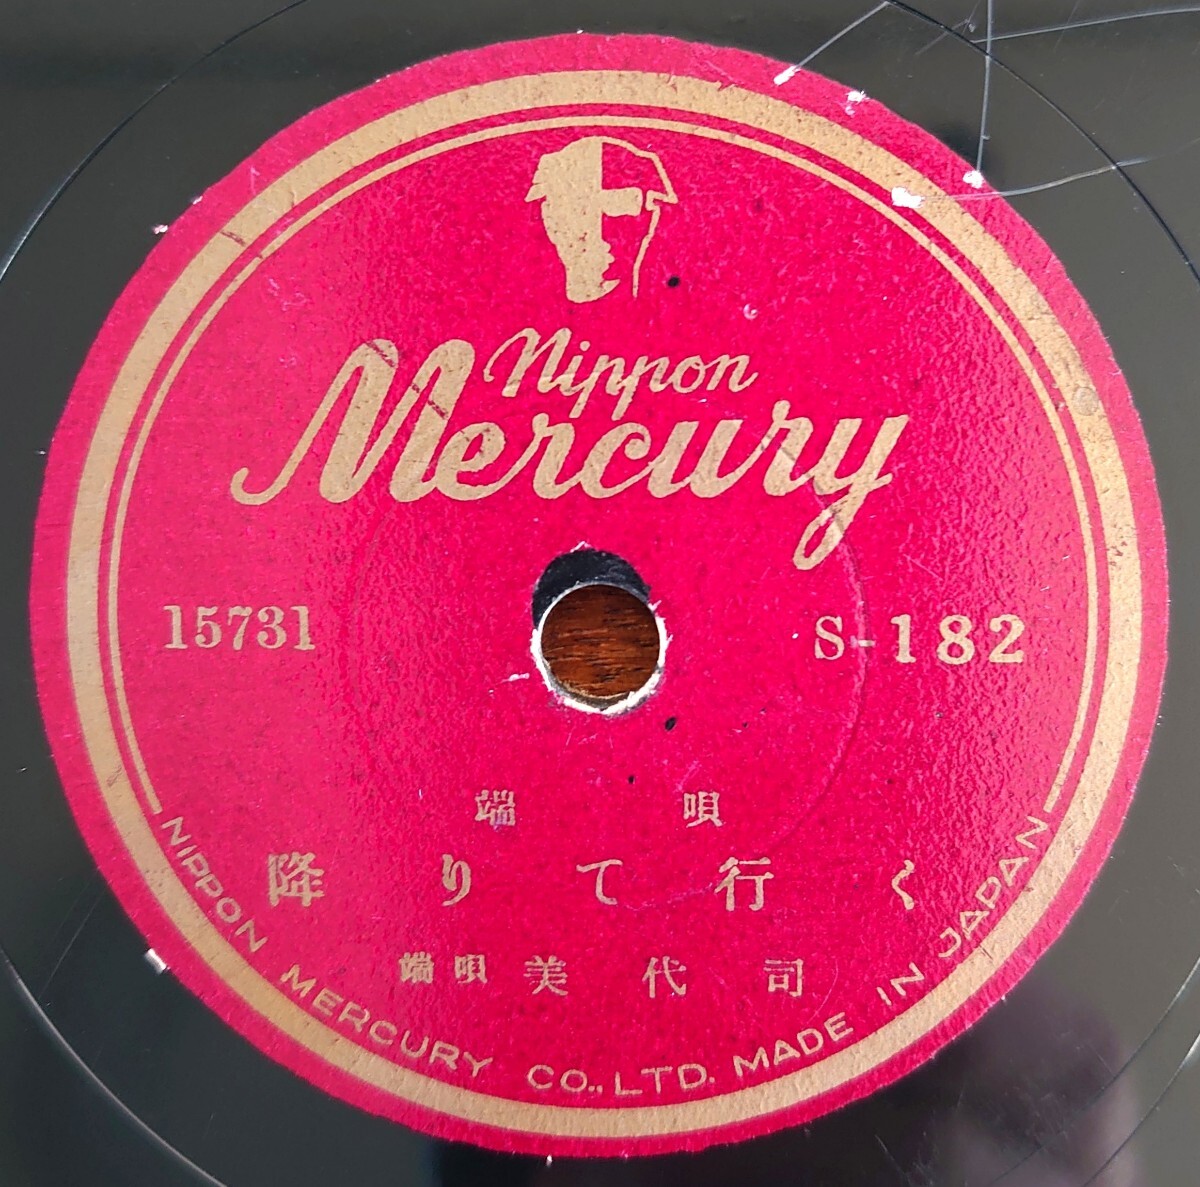 Nippon
Mercury
15731
S-182
端唄
降りて行く
端唄 美代司
NIPPON MERCURY CO., LTD. MADE IN JAPAN